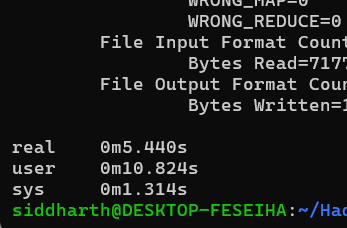 WRONG_MAP=0
WRONG_REDUCE=0
File Input Format Count
Bytes Read=7177
File Output Format Coun
Bytes Written=1
real 0m5.440s
user 0m10.824s
sys 0m1.314s
siddharth@DESKTOP-FESEIHA:~/Had